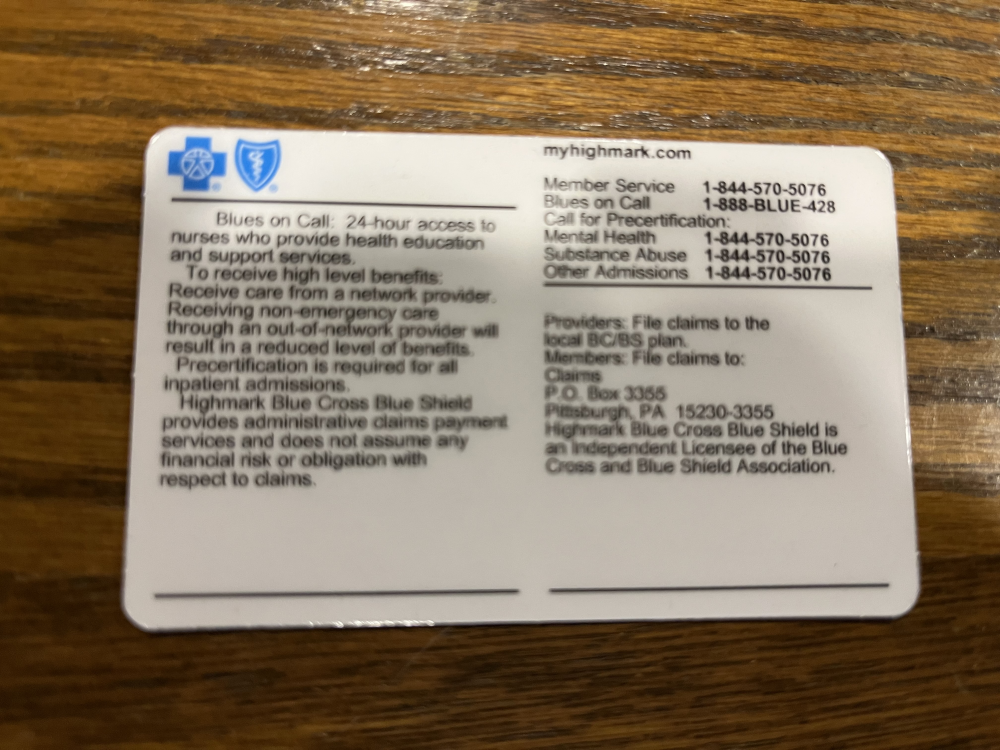 Blues on Call: 24-hour access to
nurses who provide health education
and support services.
To receive high level benefits:
Receive care from a network provider.
Receiving non-emergency care
through an out-of-network provider will
result in a reduced level of benefits.
Precertification is required for all
inpatient admissions.
Highmark Blue Cross Blue Shield
provides administrative claims payment
services and does not assume any
financial risk or obligation with
respect to claims.
myhighmark.com
Member Service 1-844-570-5076
Blues on Call 1-888-BLUE-428
Call for Precertification:
Mental Health 1-844-570-5076
Substance Abuse 1-844-570-5076
Other Admissions 1-844-570-5076
Providers: File claims to the
local BC/BS plan.
Members: File claims to:
Claims
P.O. Box 3355
Pittsburgh, PA 15230-3355
Highmark Blue Cross Blue Shield is
an Independent Licensee of the Blue
Cross and Blue Shield Association.